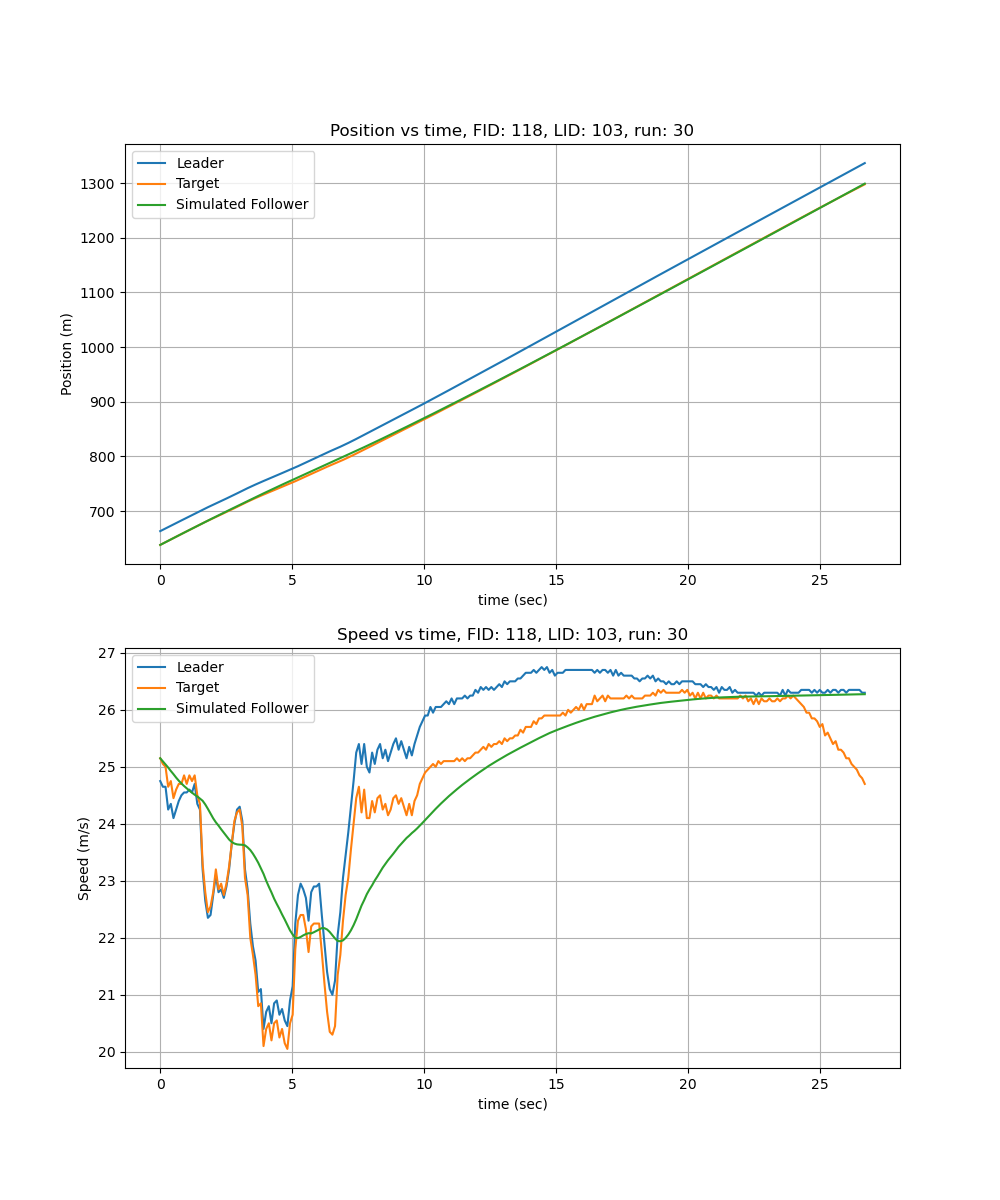 Position vs time, FID: 118, LID: 103, run: 30
Leader
Target
Simulated Follower
1300
1200
1100
1000
900
800
700
Position (m)
0 5 10 15 20 25
time (sec)
Speed vs time, FID: 118, LID: 103, run: 30
Leader
Target
Simulated Follower
27
26
25
24
23
22
21
20
Speed (m/s)
0 5 10 15 20 25
time (sec)